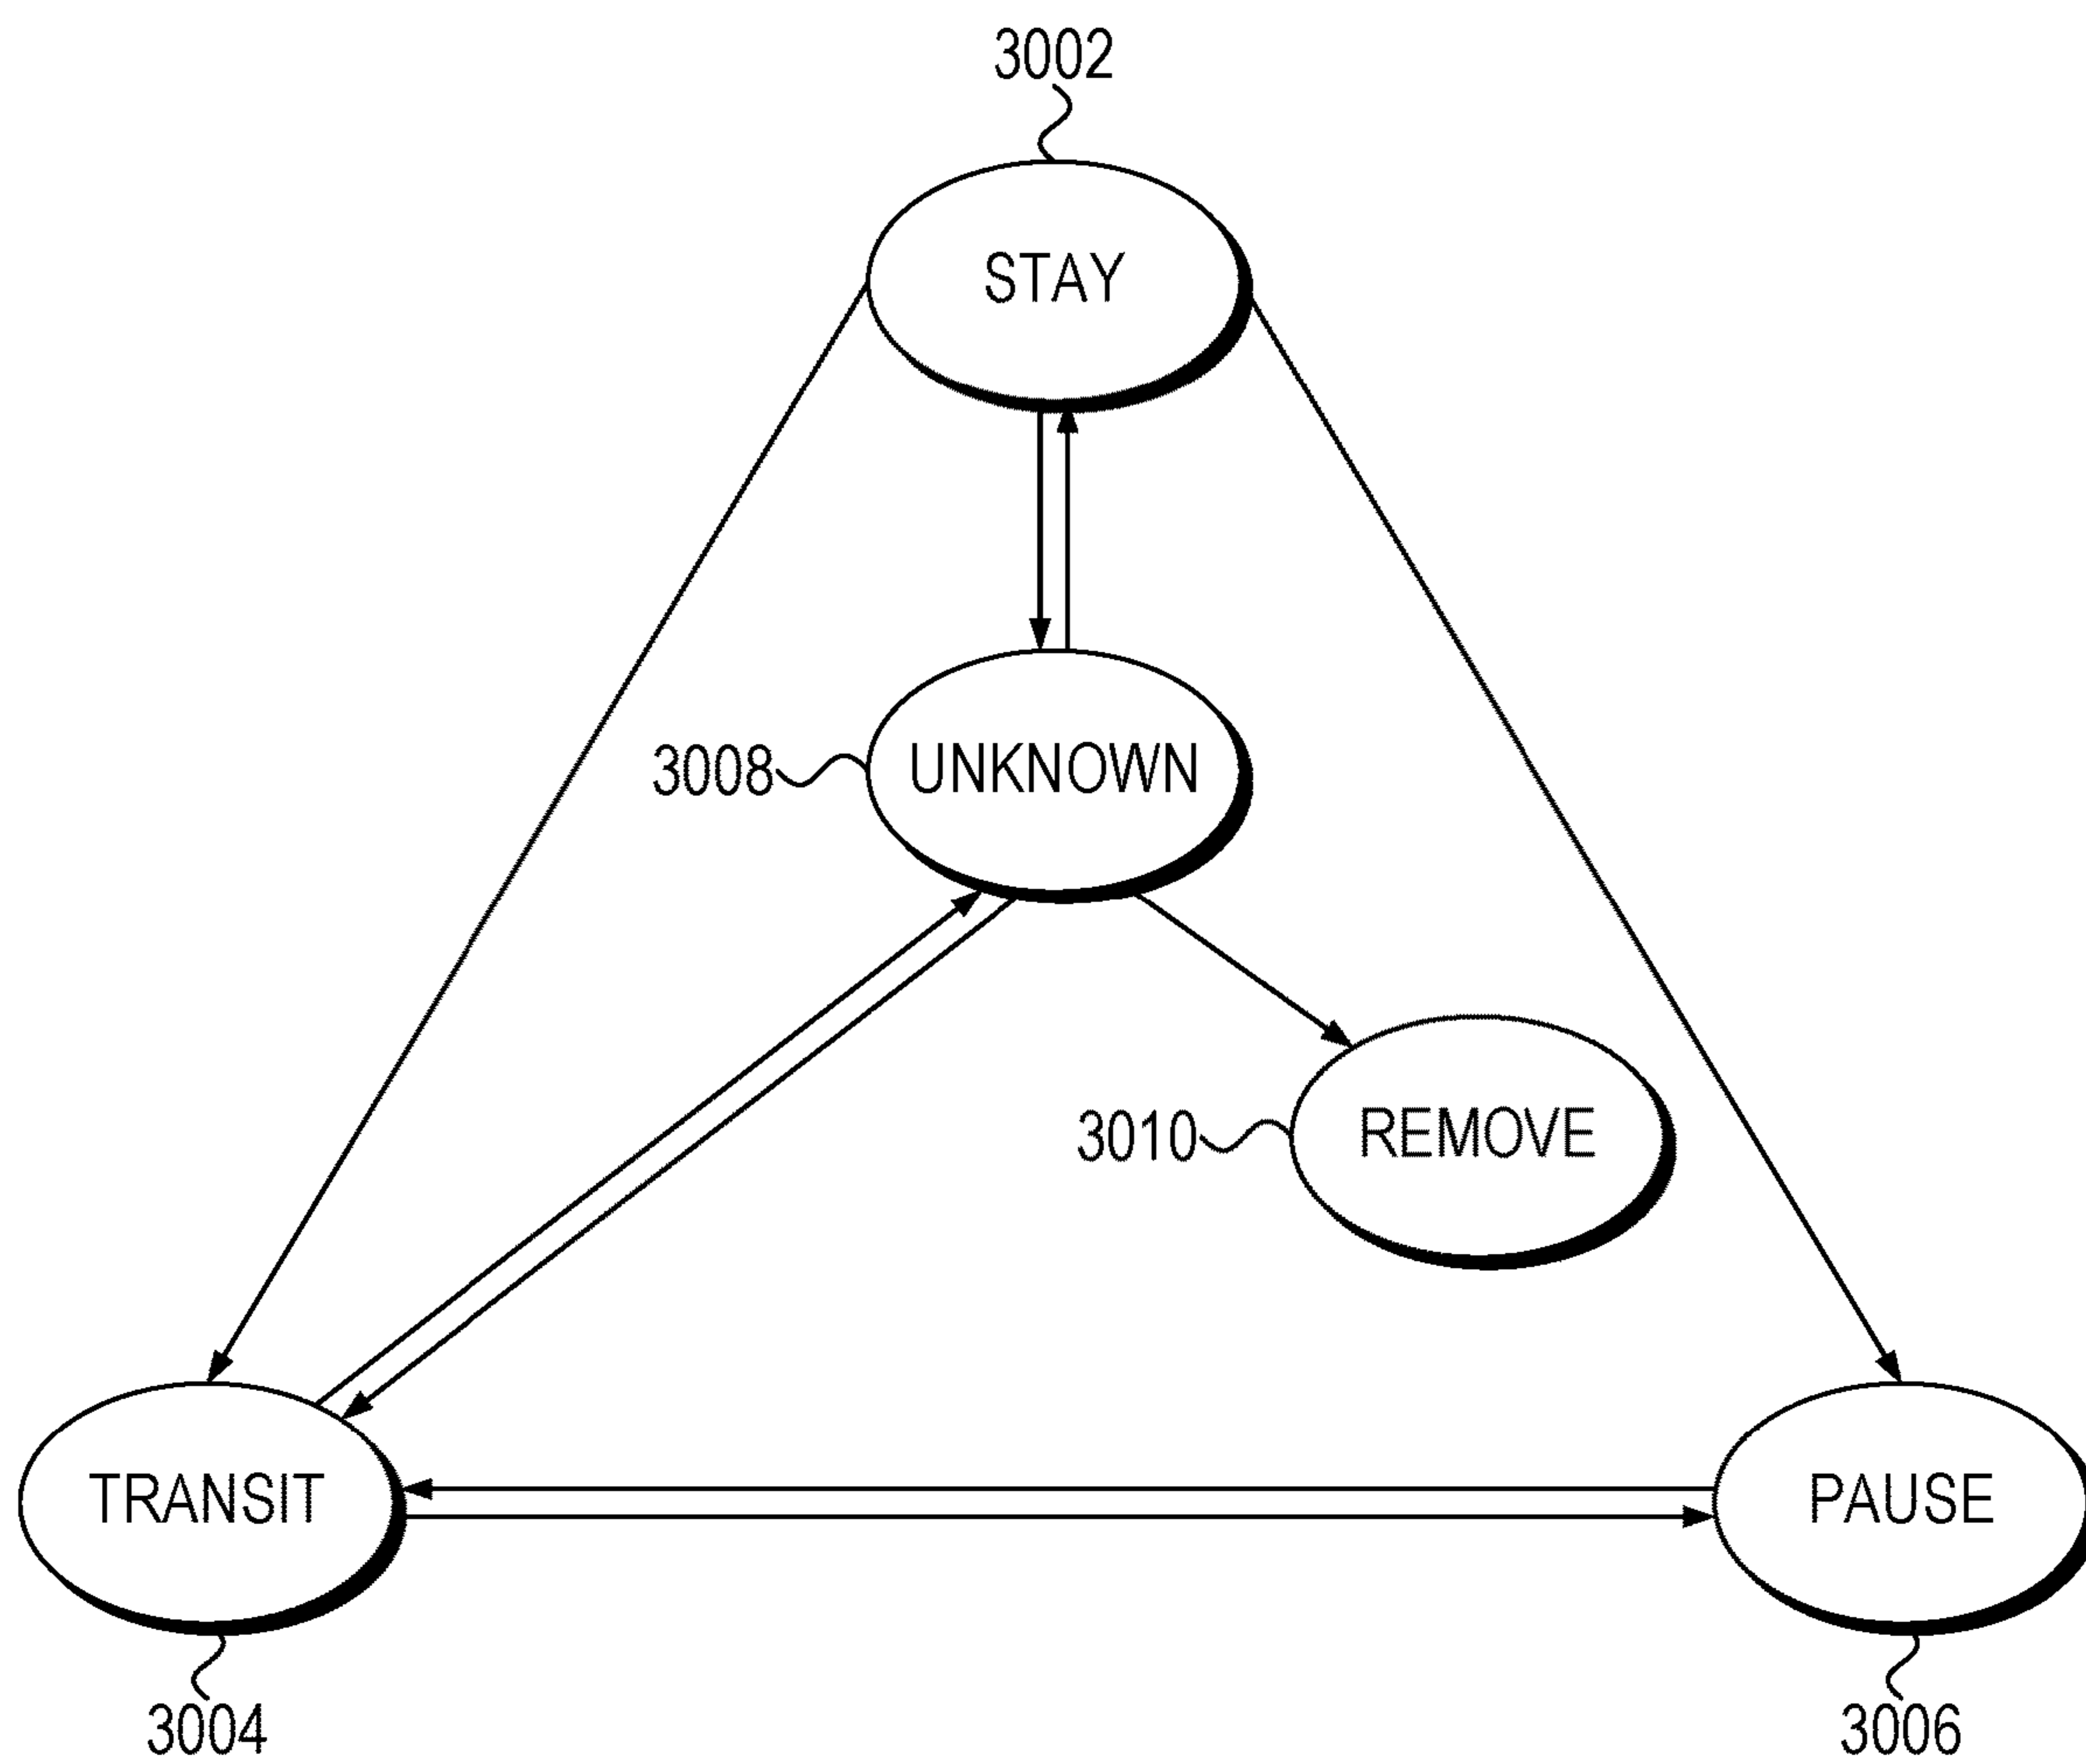 3002
STAY
3008
UNKNOWN
3010
REMOVE
TRANSIT
PAUSE
3004
3006